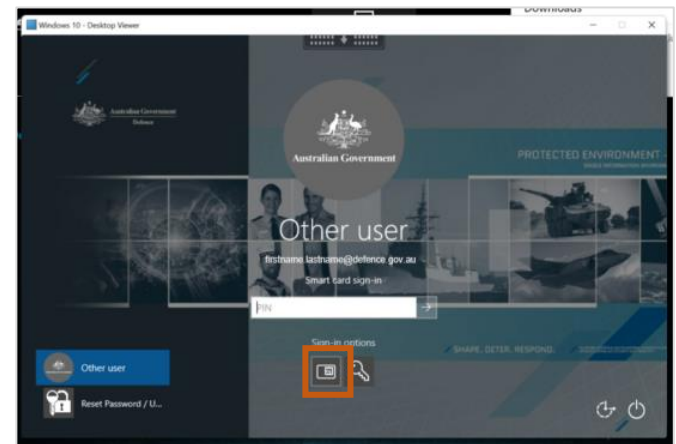 Downloads
Windows 10 - Desktop Viewer
Australian Government
Defence
Australian Government
PROTECTED ENVIRONMENT
Other user
firstname.lastname@defence.gov.au
Smart card sign-in
PIN
Sign-in options
SHAPE. DETER. RESPOND.
Other user
Reset Password / U...